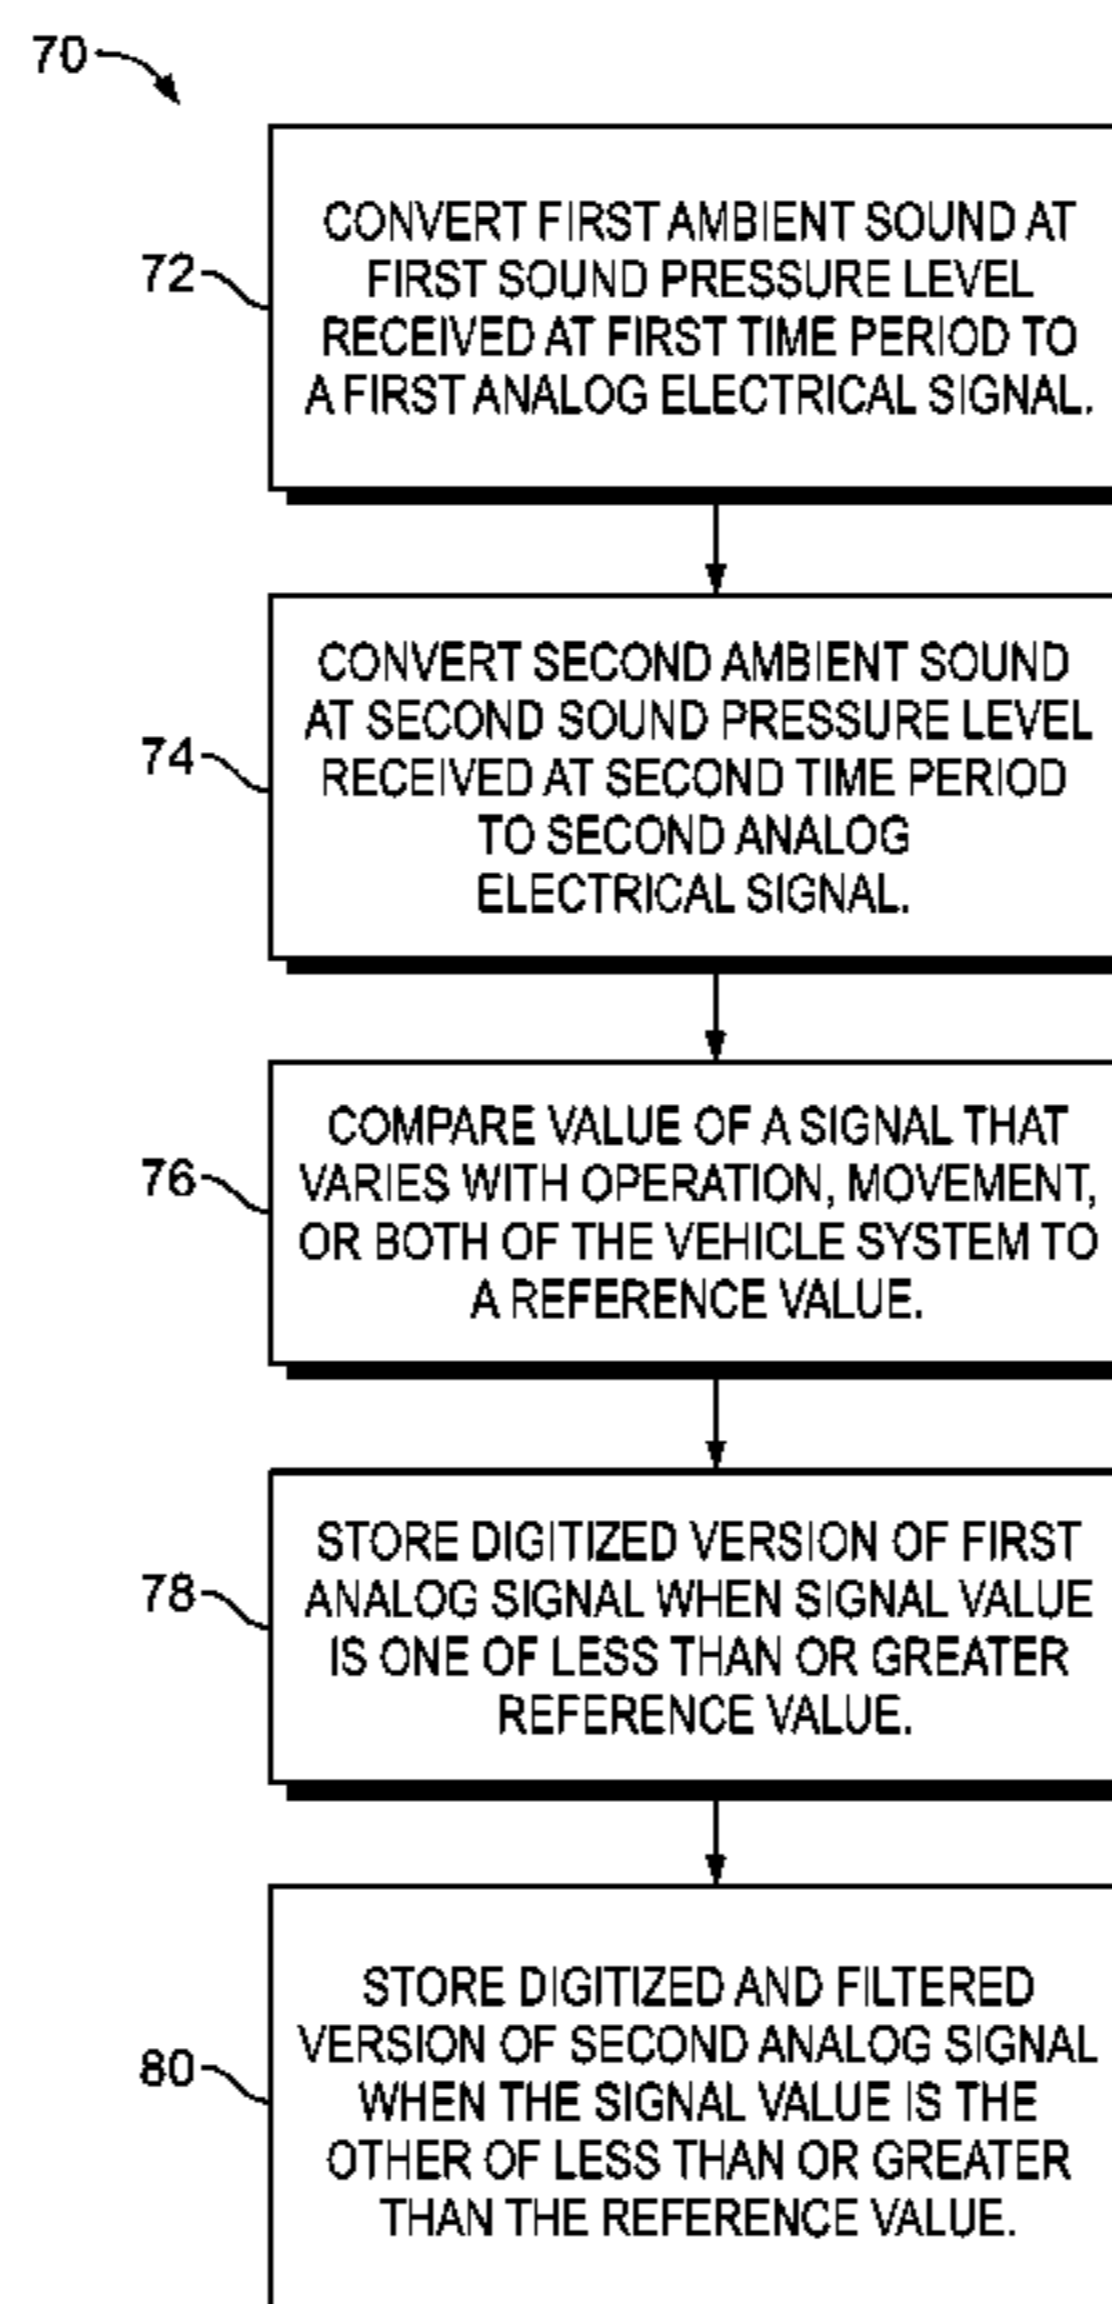 70
72
CONVERT FIRST AMBIENT SOUND AT
FIRST SOUND PRESSURE LEVEL
RECEIVED AT FIRST TIME PERIOD TO
A FIRST ANALOG ELECTRICAL SIGNAL.
74
CONVERT SECOND AMBIENT SOUND
AT SECOND SOUND PRESSURE LEVEL
RECEIVED AT SECOND TIME PERIOD
TO SECOND ANALOG
ELECTRICAL SIGNAL.
76
COMPARE VALUE OF A SIGNAL THAT
VARIES WITH OPERATION, MOVEMENT,
OR BOTH OF THE VEHICLE SYSTEM TO
A REFERENCE VALUE.
78
STORE DIGITIZED VERSION OF FIRST
ANALOG SIGNAL WHEN SIGNAL VALUE
IS ONE OF LESS THAN OR GREATER
REFERENCE VALUE.
80
STORE DIGITIZED AND FILTERED
VERSION OF SECOND ANALOG SIGNAL
WHEN THE SIGNAL VALUE IS THE
OTHER OF LESS THAN OR GREATER
THAN THE REFERENCE VALUE.